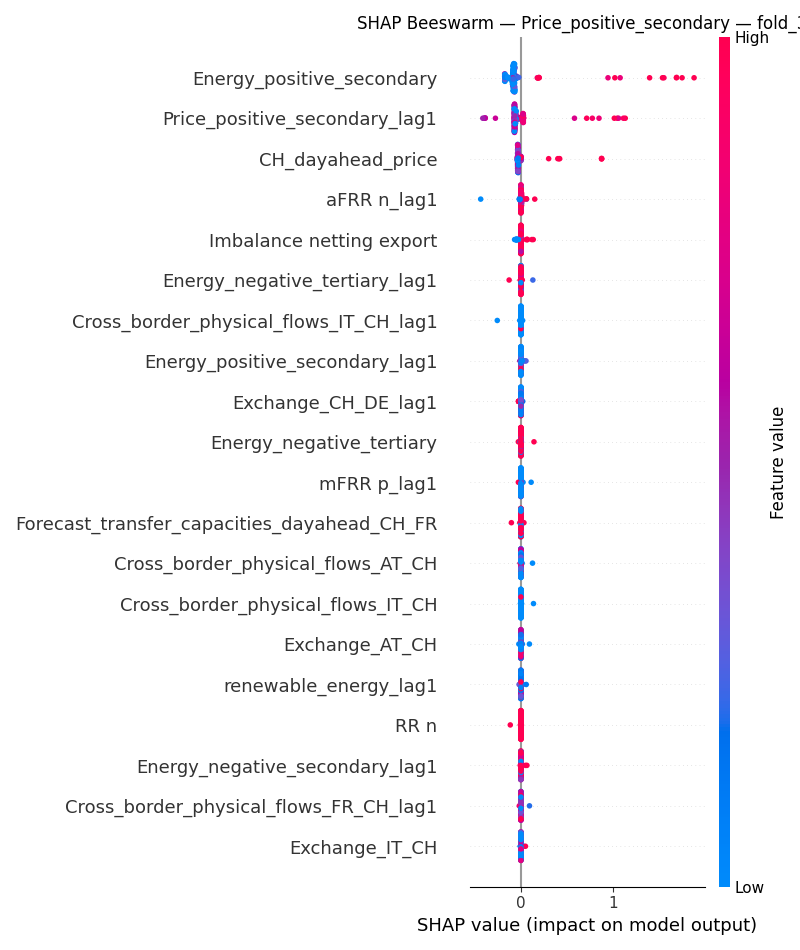 SHAP Beeswarm — Price_positive_secondary — fold_3
High
Energy_positive_secondary
Price_positive_secondary_lag1
CH_dayahead_price
aFRR n_lag1
Imbalance netting export
Energy_negative_tertiary_lag1
Cross_border_physical_flows_IT_CH_lag1
Energy_positive_secondary_lag1
Exchange_CH_DE_lag1
Energy_negative_tertiary
mFRR p_lag1
Forecast_transfer_capacities_dayahead_CH_FR
Cross_border_physical_flows_AT_CH
Cross_border_physical_flows_IT_CH
Exchange_AT_CH
renewable_energy_lag1
RR n
Energy_negative_secondary_lag1
Cross_border_physical_flows_FR_CH_lag1
Exchange_IT_CH
Feature value
Low
0 1
SHAP value (impact on model output)